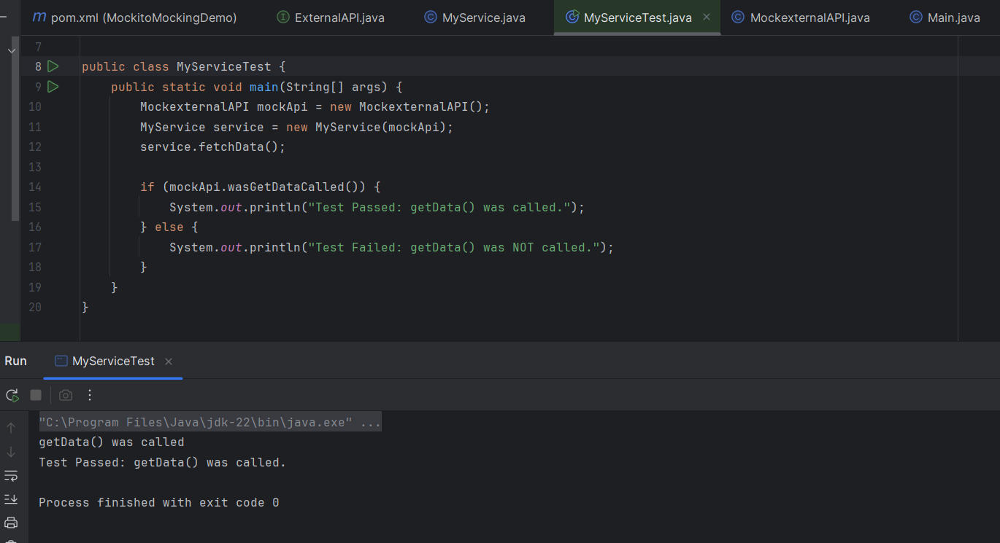 m pom.xml (MockitoMockingDemo) ExternalAPI.java MyService.java MyServiceTest.java MockexternalAPI.java Main.java
7
8 public class MyServiceTest {
9 public static void main(String[] args) {
10 MockexternalAPI mockApi = new MockexternalAPI();
11 MyService service = new MyService(mockApi);
12 service.fetchData();
13
14 if (mockApi.wasGetDataCalled()) {
15 System.out.println("Test Passed: getData() was called.");
16 } else {
17 System.out.println("Test Failed: getData() was NOT called.");
18 }
19 }
20 }
Run MyServiceTest
"C:\Program Files\Java\jdk-22\bin\java.exe" ...
getData() was called
Test Passed: getData() was called.
Process finished with exit code 0